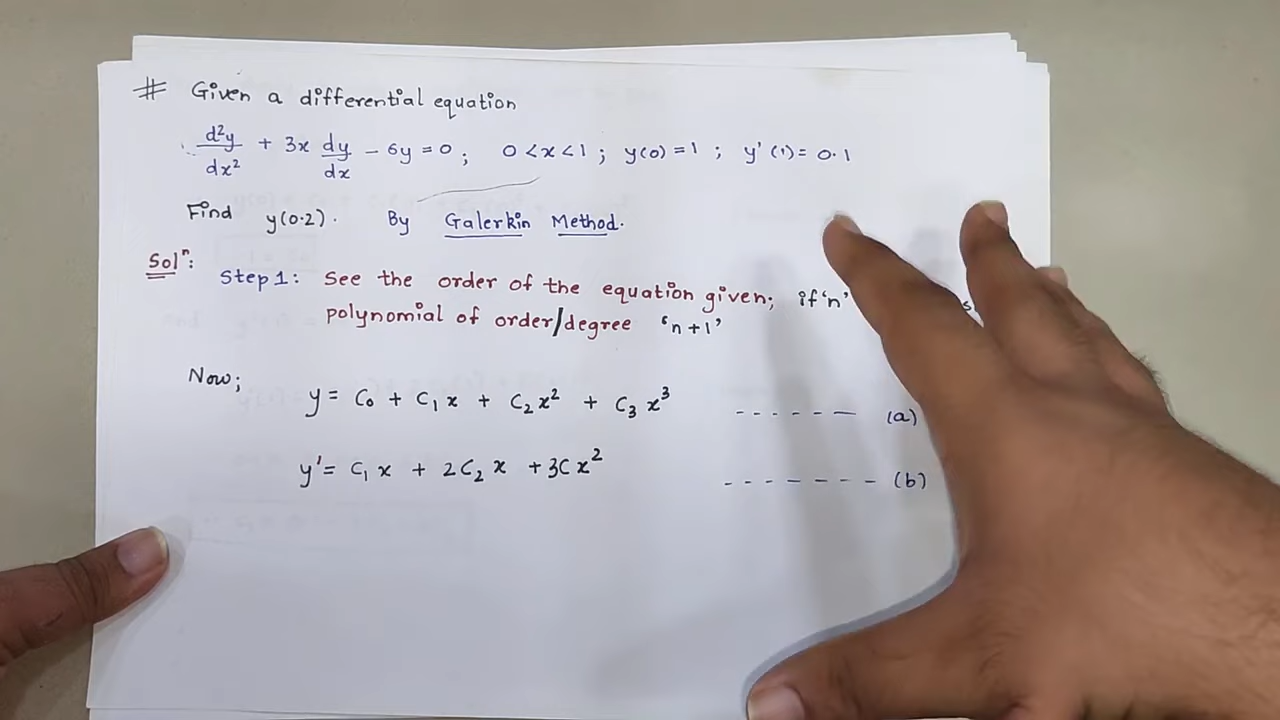 # Given a differential equation
d²y/dx² + 3x dy/dx - 6y = 0; 0 < x < 1; y(0) = 1; y'(1) = 0.1
Find y(0.2). By Galerkin Method.
Solⁿ: Step 1: See the order of the equation given; if 'n'
polynomial of order/degree 'n+1'
Now;
y = C₀ + C₁x + C₂x² + C₃x³ ------ (a)
y' = C₁x + 2C₂x + 3Cx² ------- (b)